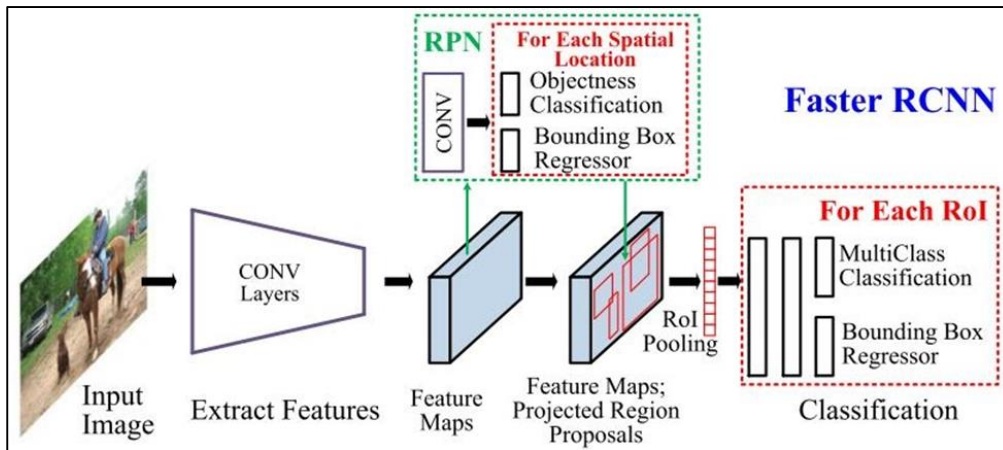 RPN
For Each Spatial
Location
CONV
Objectness
Classification
Bounding Box
Regressor
Faster RCNN
CONV
Layers
For Each RoI
MultiClass
Classification
Bounding Box
Regressor
RoI
Pooling
Input
Image
Extract Features
Feature
Maps
Feature Maps;
Projected Region
Proposals
Classification